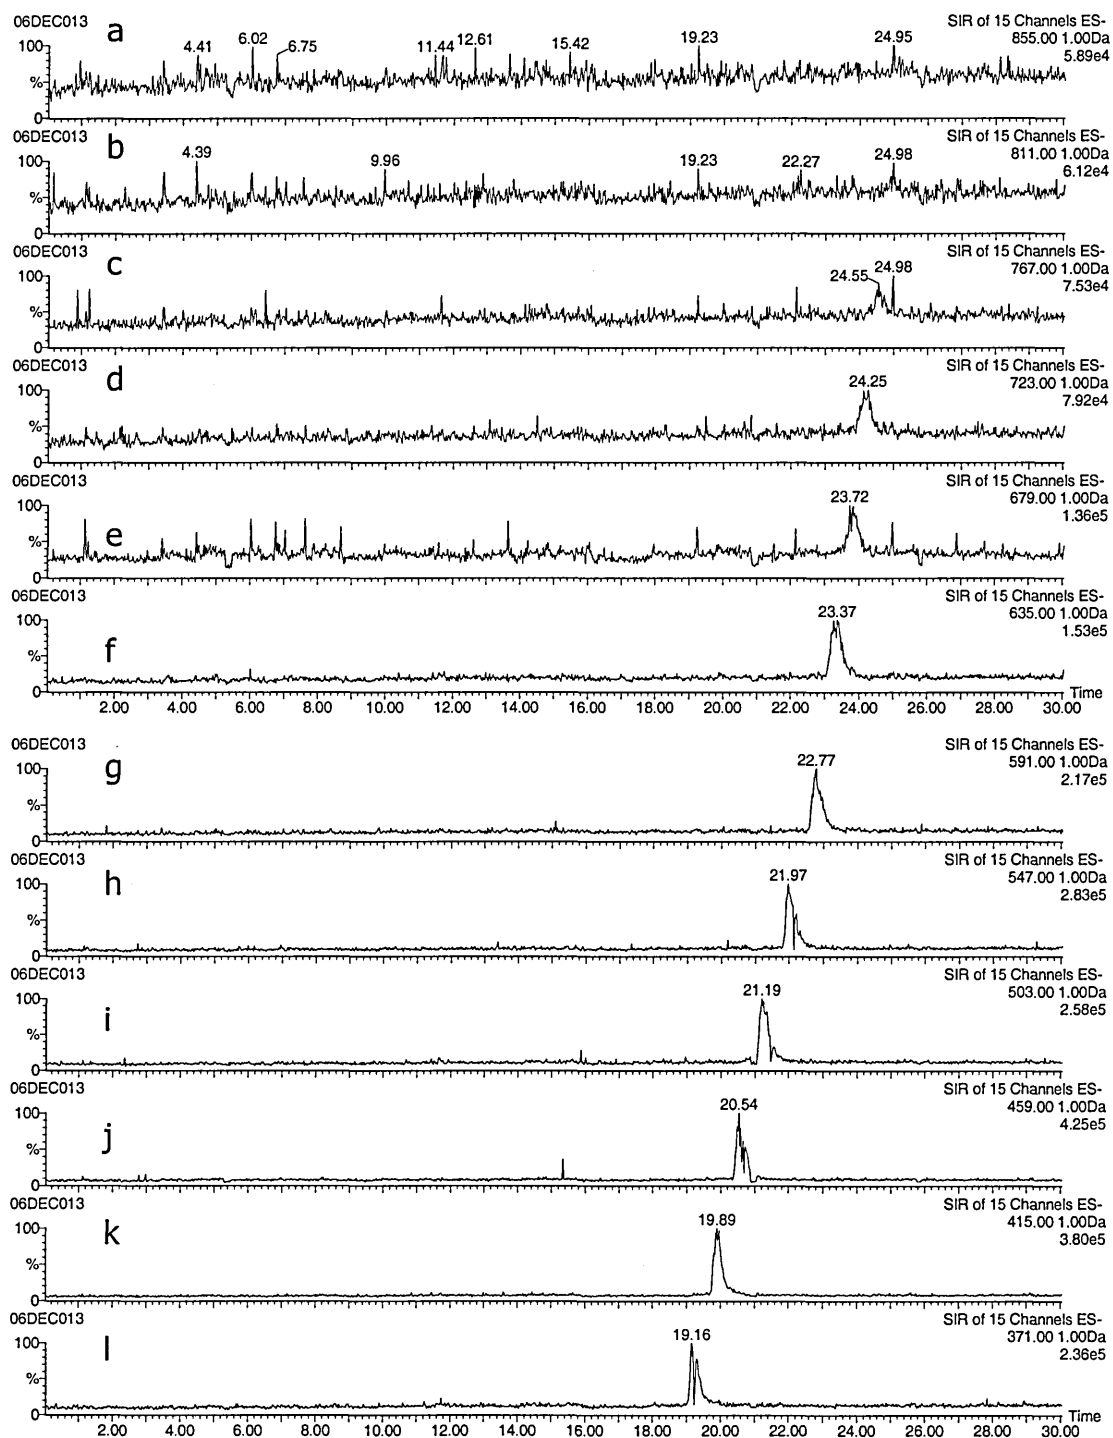 06DEC013
a
SIR of 15 Channels ES-
855.00 1.00Da
5.89e4
4.41 6.02 6.75 11.44 12.61 15.42 19.23 24.95
100
%
0
06DEC013
b
SIR of 15 Channels ES-
811.00 1.00Da
6.12e4
4.39 9.96 19.23 22.27 24.98
100
%
0
06DEC013
c
SIR of 15 Channels ES-
767.00 1.00Da
7.53e4
24.55 24.98
100
%
0
06DEC013
d
SIR of 15 Channels ES-
723.00 1.00Da
7.92e4
24.25
100
%
0
06DEC013
e
SIR of 15 Channels ES-
679.00 1.00Da
1.36e5
23.72
100
%
0
06DEC013
f
SIR of 15 Channels ES-
635.00 1.00Da
1.53e5
23.37
100
%
0
Time
2.00 4.00 6.00 8.00 10.00 12.00 14.00 16.00 18.00 20.00 22.00 24.00 26.00 28.00 30.00
06DEC013
g
SIR of 15 Channels ES-
591.00 1.00Da
2.17e5
22.77
100
%
0
06DEC013
h
SIR of 15 Channels ES-
547.00 1.00Da
2.83e5
21.97
100
%
0
06DEC013
i
SIR of 15 Channels ES-
503.00 1.00Da
2.58e5
21.19
100
%
0
06DEC013
j
SIR of 15 Channels ES-
459.00 1.00Da
4.25e5
20.54
100
%
0
06DEC013
k
SIR of 15 Channels ES-
415.00 1.00Da
3.80e5
19.89
100
%
0
06DEC013
l
SIR of 15 Channels ES-
371.00 1.00Da
2.36e5
19.16
100
%
0
Time
2.00 4.00 6.00 8.00 10.00 12.00 14.00 16.00 18.00 20.00 22.00 24.00 26.00 28.00 30.00